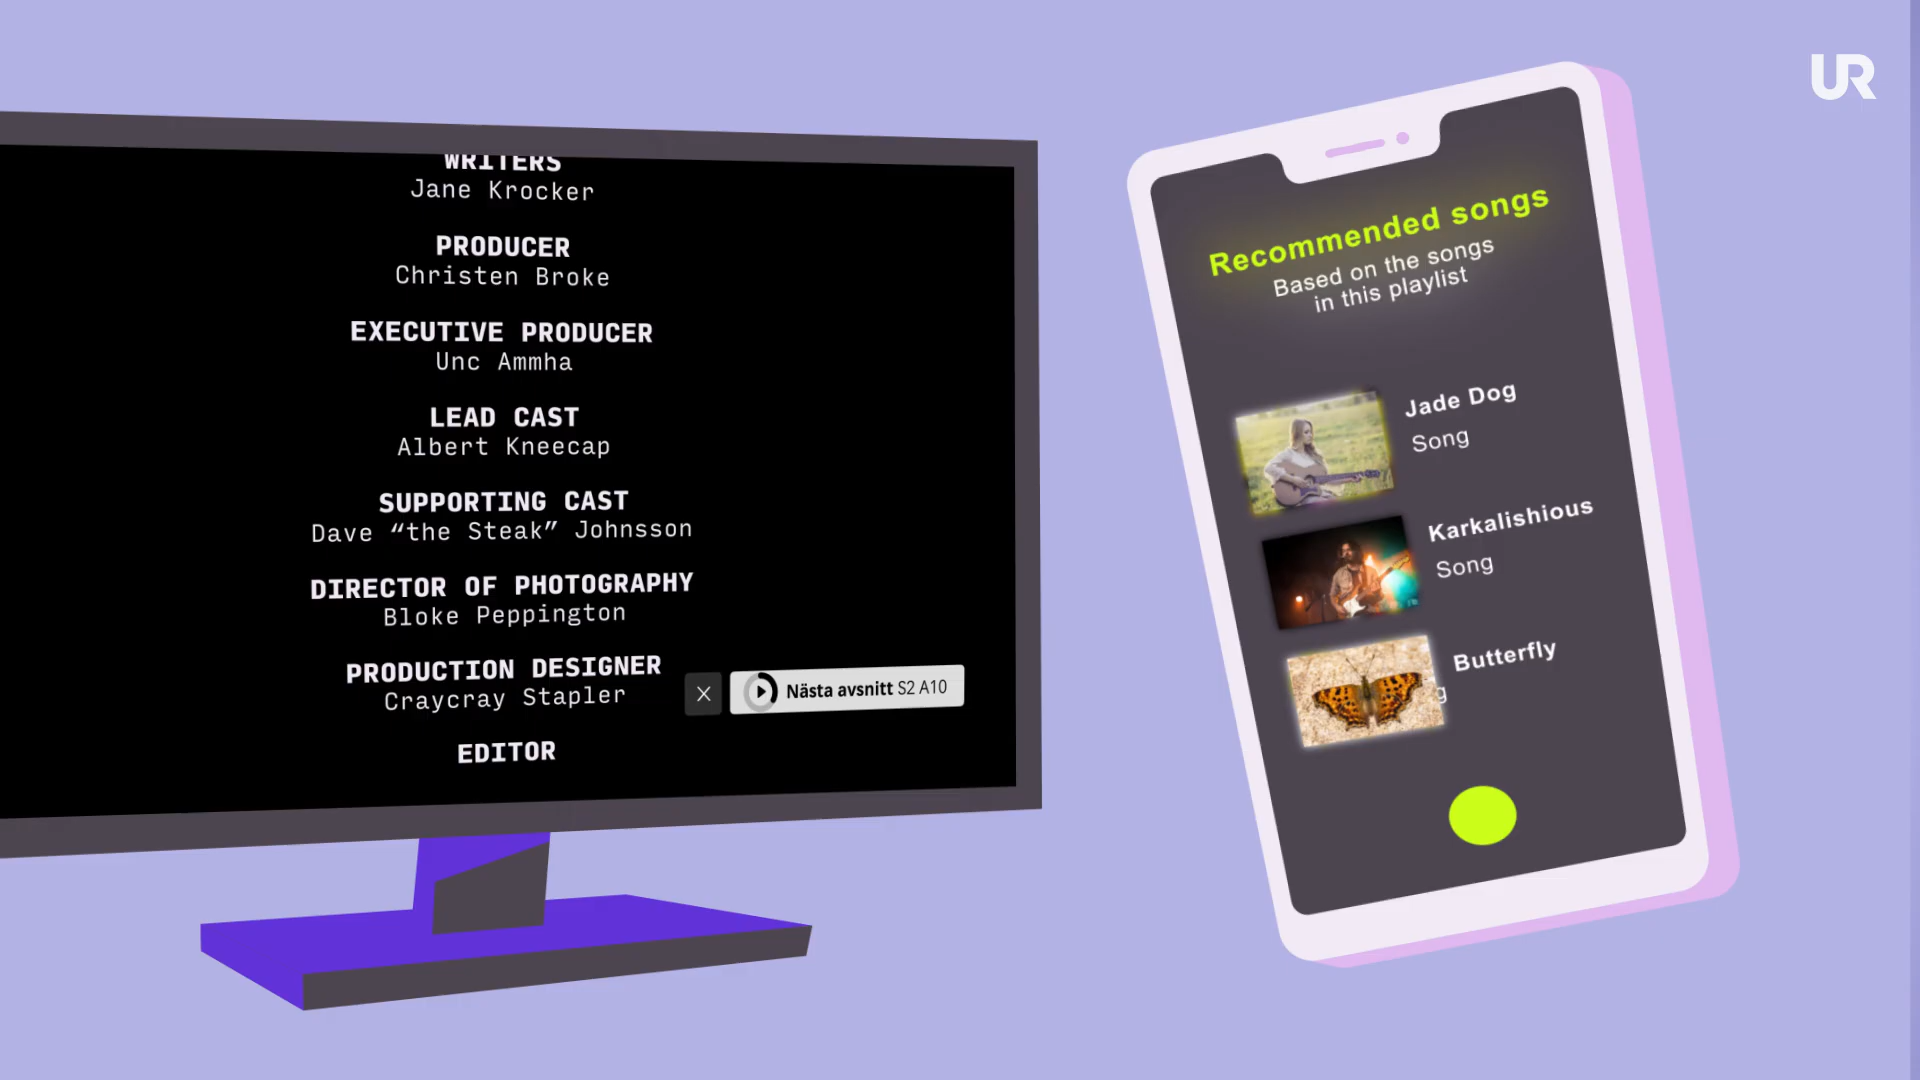 WRITERS
Jane Krocker
PRODUCER
Christen Broke
EXECUTIVE PRODUCER
Unc Ammha
LEAD CAST
Albert Kneecap
SUPPORTING CAST
Dave “the Steak” Johnsson
DIRECTOR OF PHOTOGRAPHY
Bloke Peppington
PRODUCTION DESIGNER
Craycray Stapler
EDITOR
Nästa avsnitt S2 A10
UR
Recommended songs
Based on the songs
in this playlist
Jade Dog
Song
Karkalishious
Song
Butterfly